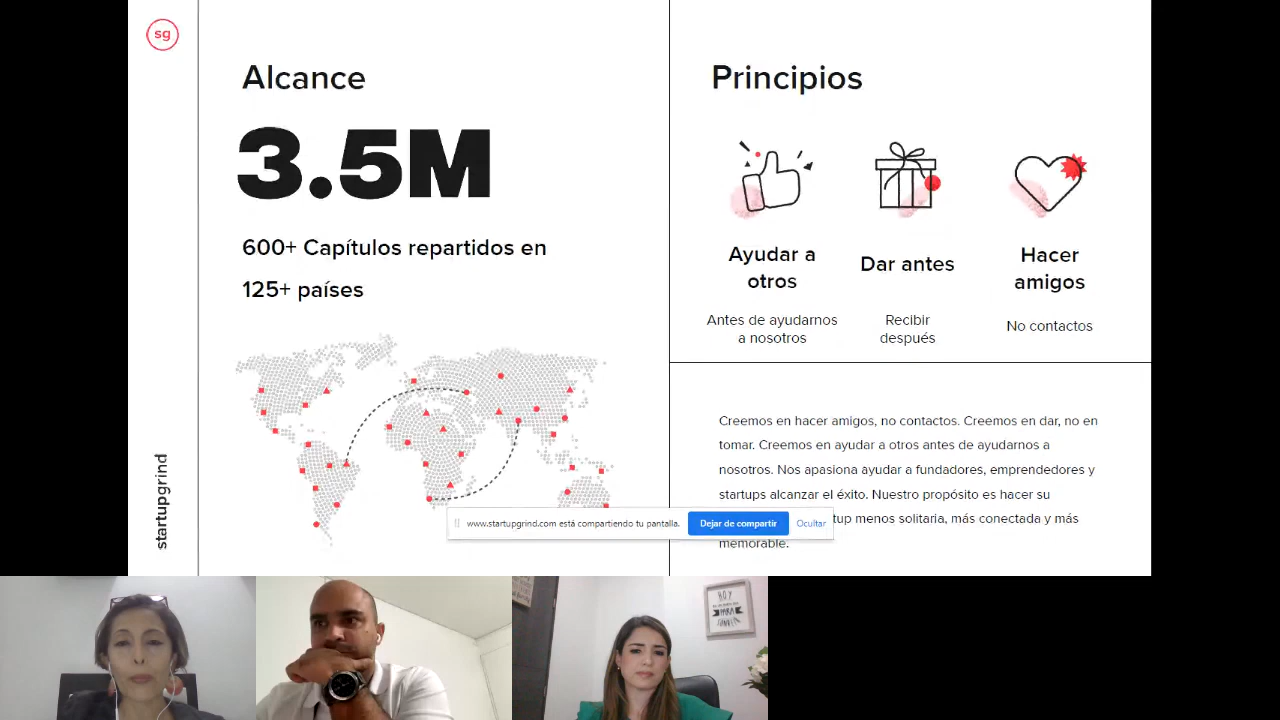 sg
Alcance
3.5M
600+ Capítulos repartidos en
125+ países
startupgrind
Principios
Ayudar a
otros
Antes de ayudarnos
a nosotros
Dar antes
Recibir
después
Hacer
amigos
No contactos
Creemos en hacer amigos, no contactos. Creemos en dar, no en
tomar. Creemos en ayudar a otros antes de ayudarnos a
nosotros. Nos apasiona ayudar a fundadores, emprendedores y
startups alcanzar el éxito. Nuestro propósito es hacer su
tup menos solitaria, más conectada y más
memorable.
www.startupgrind.com está compartiendo tu pantalla.
Dejar de compartir
Ocultar
HOY
PARA